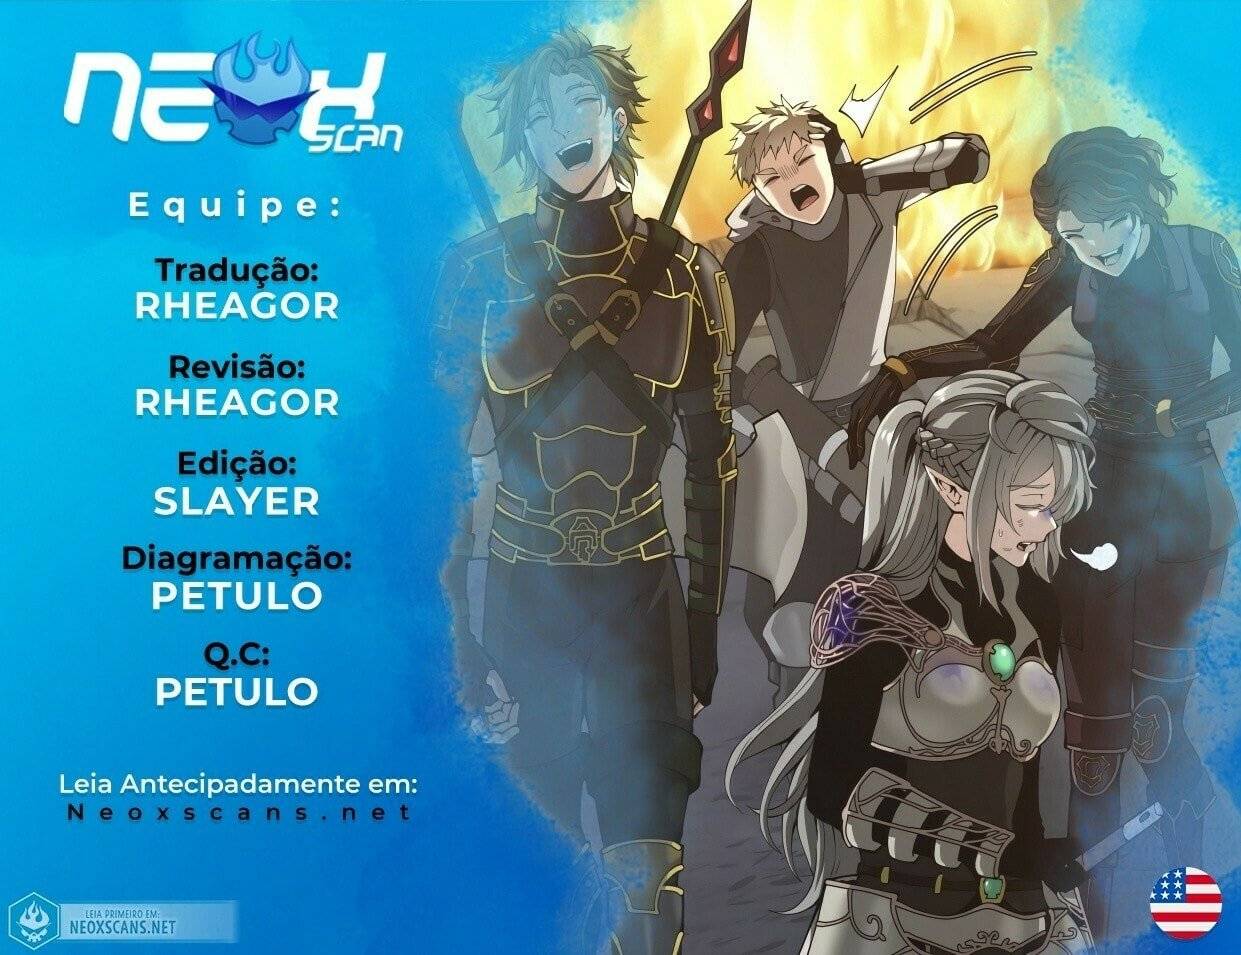 NEOX
SCAN
Equipe:
Tradução:
RHEAGOR
Revisão:
RHEAGOR
Edição:
SLAYER
Diagramação:
PETULO
Q.C:
PETULO
Leia Antecipadamente em:
Neoxscans.net
LEIA PRIMEIRO EM:
NEOXSCANS.NET